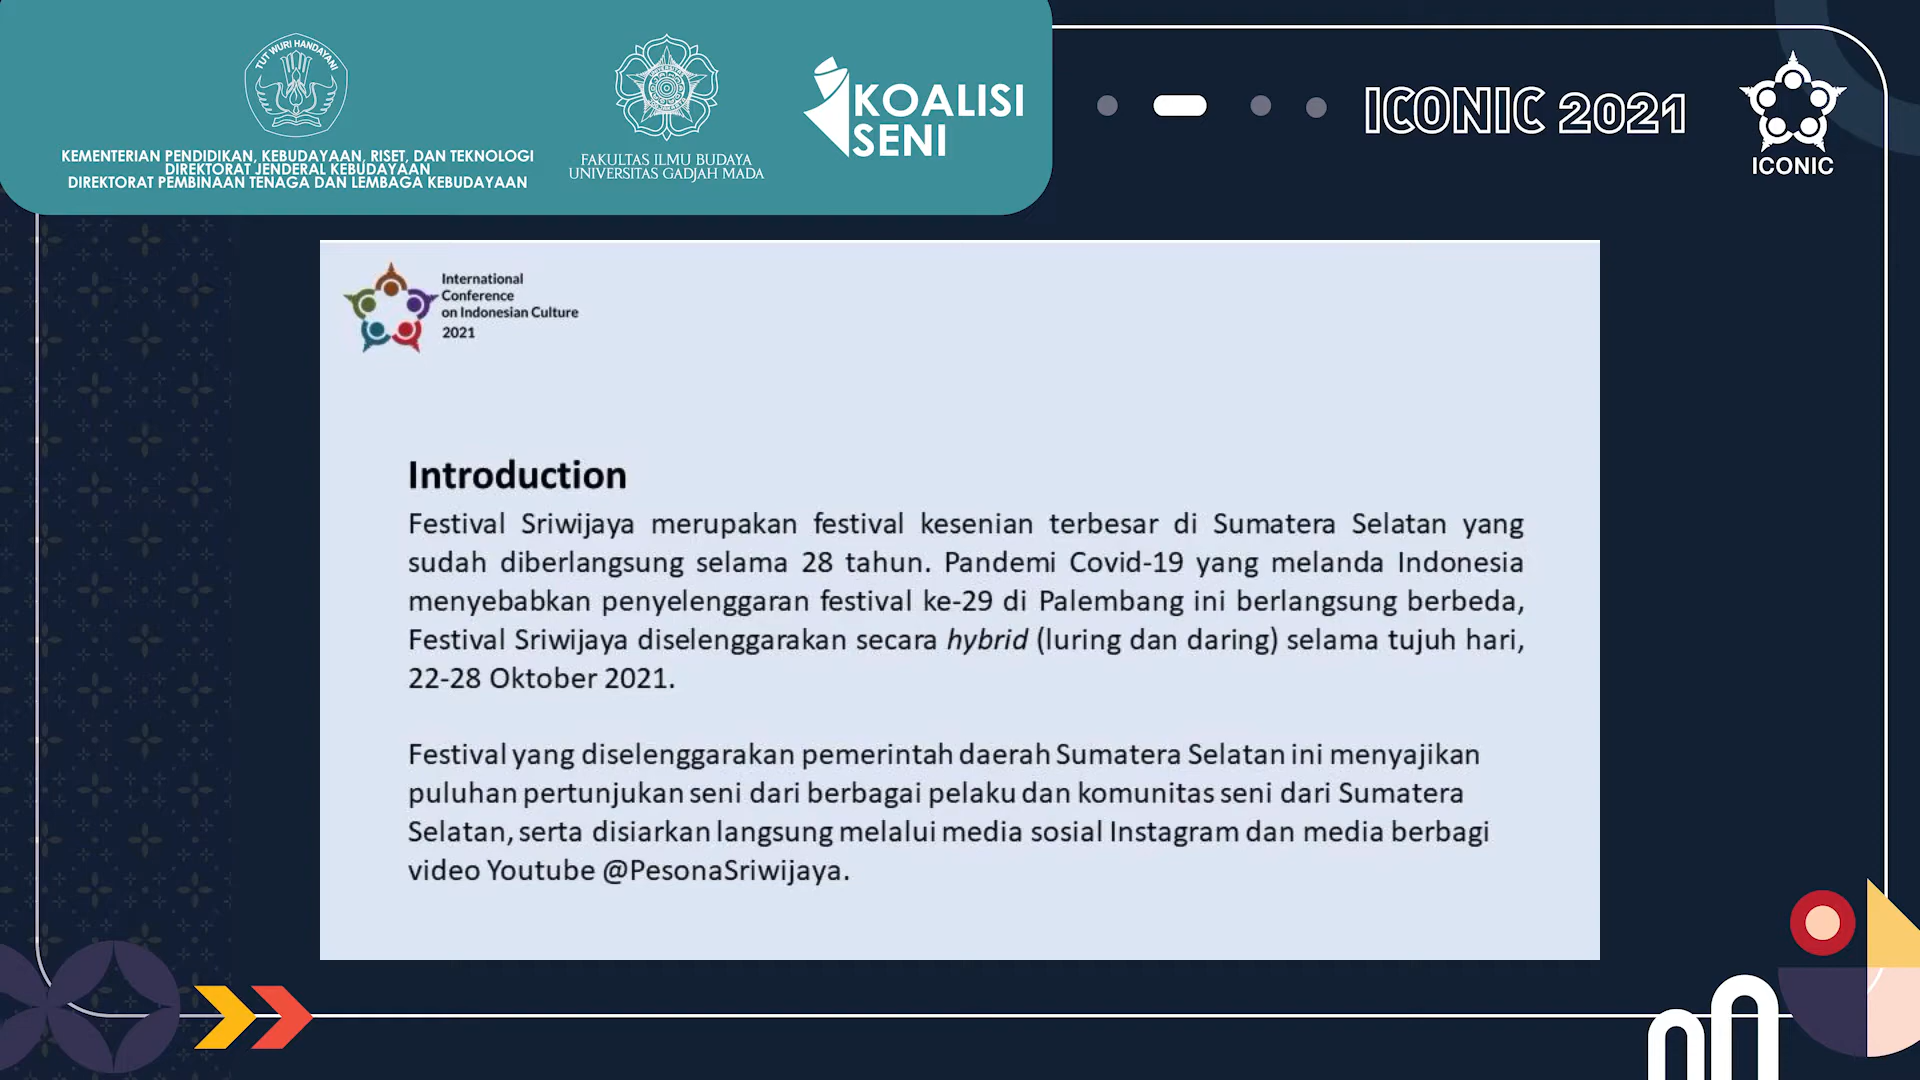 TUT WURI HANDAYANI
KEMENTERIAN PENDIDIKAN, KEBUDAYAAN, RISET, DAN TEKNOLOGI
DIREKTORAT JENDERAL KEBUDAYAAN
DIREKTORAT PEMBINAAN TENAGA DAN LEMBAGA KEBUDAYAAN
FAKULTAS ILMU BUDAYA
UNIVERSITAS GADJAH MADA
KOALISI
SENI
ICONIC 2021
ICONIC
International
Conference
on Indonesian Culture
2021
Introduction
Festival Sriwijaya merupakan festival kesenian terbesar di Sumatera Selatan yang
sudah diberlangsung selama 28 tahun. Pandemi Covid-19 yang melanda Indonesia
menyebabkan penyelenggaran festival ke-29 di Palembang ini berlangsung berbeda,
Festival Sriwijaya diselenggarakan secara hybrid (luring dan daring) selama tujuh hari,
22-28 Oktober 2021.
Festival yang diselenggarakan pemerintah daerah Sumatera Selatan ini menyajikan
puluhan pertunjukan seni dari berbagai pelaku dan komunitas seni dari Sumatera
Selatan, serta disiarkan langsung melalui media sosial Instagram dan media berbagi
video Youtube @PesonaSriwijaya.